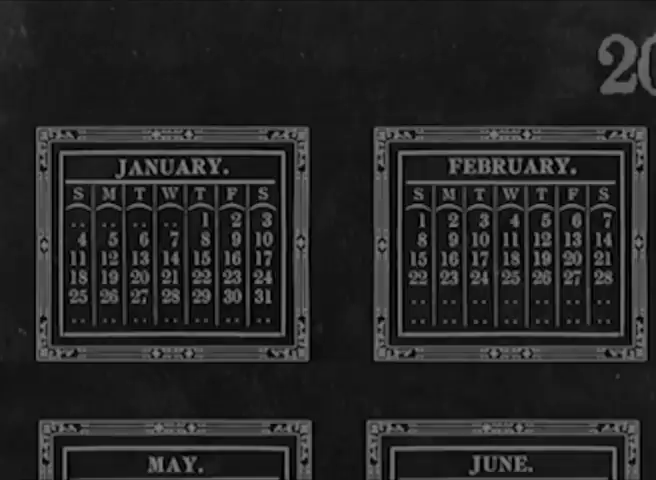 20
JANUARY.
S M T W T F S
.. .. .. .. 1 2 3
4 5 6 7 8 9 10
11 12 13 14 15 16 17
18 19 20 21 22 23 24
25 26 27 28 29 30 31
.. .. .. .. .. .. ..
FEBRUARY.
S M T W T F S
1 2 3 4 5 6 7
8 9 10 11 12 13 14
15 16 17 18 19 20 21
22 23 24 25 26 27 28
.. .. .. .. .. .. ..
.. .. .. .. .. .. ..
MAY.
JUNE.